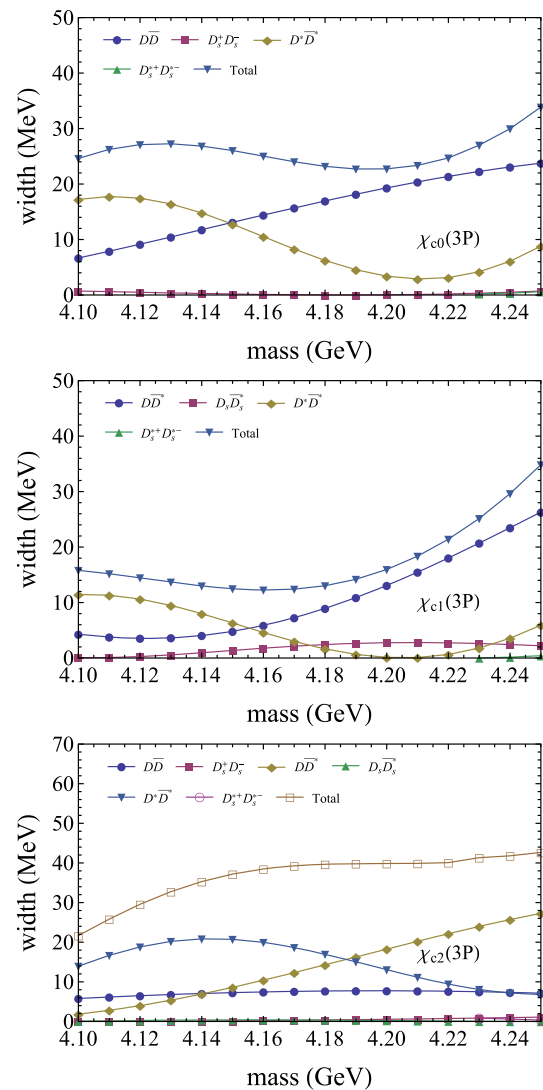 DD̅ D_s^+D_s^- D*D̅*
D_s^{*+}D_s^{*-} Total
50
40
30
20
10
0
width (MeV)
χ_c0(3P)
4.10 4.12 4.14 4.16 4.18 4.20 4.22 4.24
mass (GeV)
DD̅* D_sD̅_s^* D*D̅*
D_s^{*+}D_s^{*-} Total
50
40
30
20
10
0
width (MeV)
χ_c1(3P)
4.10 4.12 4.14 4.16 4.18 4.20 4.22 4.24
mass (GeV)
DD̅ D_s^+D_s^- DD̅* D_sD̅_s^*
D*D̅* D_s^{*+}D_s^{*-} Total
70
60
50
40
30
20
10
0
width (MeV)
χ_c2(3P)
4.10 4.12 4.14 4.16 4.18 4.20 4.22 4.24
mass (GeV)